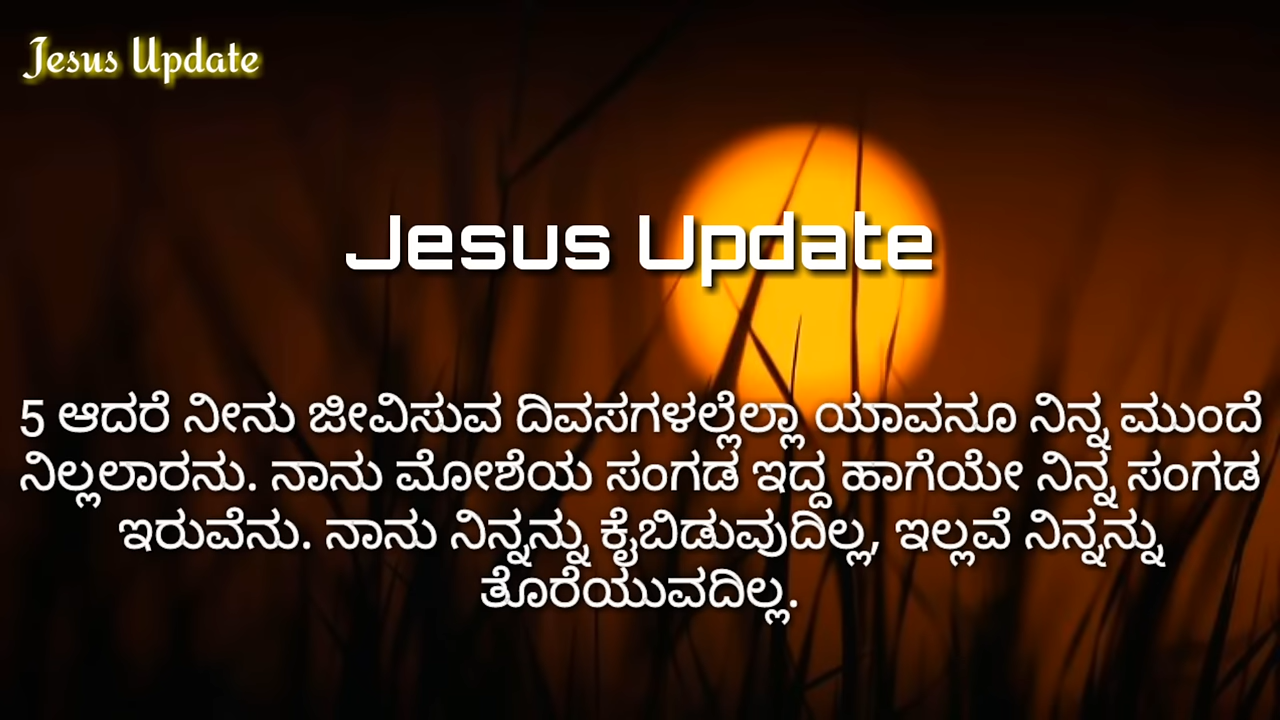 Jesus Update
Jesus Update
5 ಆದರೆ ನೀನು ಜೀವಿಸುವ ದಿವಸಗಳಲ್ಲೆಲ್ಲಾ ಯಾವನೂ ನಿನ್ನ ಮುಂದೆ
ನಿಲ್ಲಲಾರನು. ನಾನು ಮೋಶೆಯ ಸಂಗಡ ಇದ್ದ ಹಾಗೆಯೇ ನಿನ್ನ ಸಂಗಡ
ಇರುವೆನು. ನಾನು ನಿನ್ನನ್ನು ಕೈಬಿಡುವುದಿಲ್ಲ, ಇಲ್ಲವೆ ನಿನ್ನನ್ನು
ತೊರೆಯುವದಿಲ್ಲ.